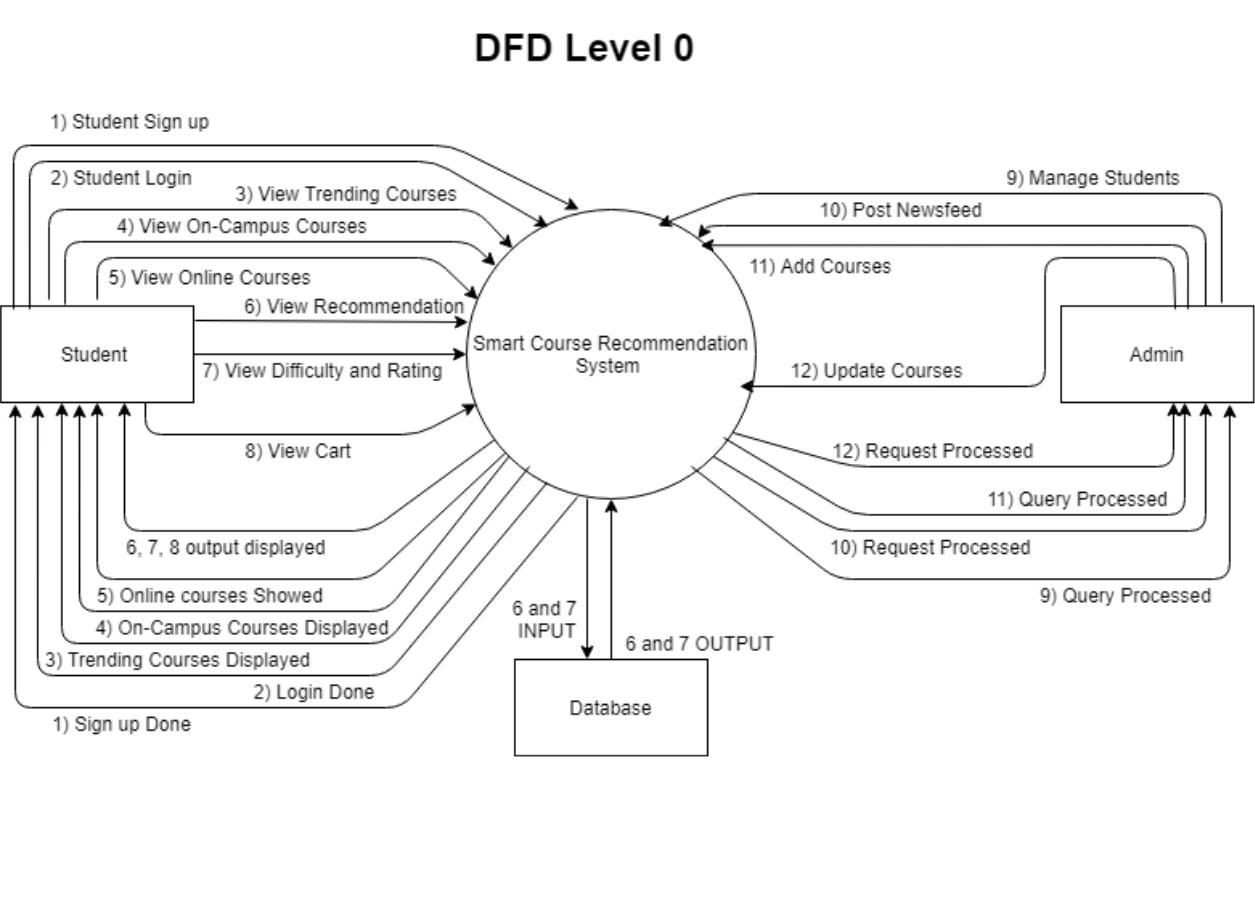 DFD Level 0
1) Student Sign up
2) Student Login
3) View Trending Courses
4) View On-Campus Courses
5) View Online Courses
6) View Recommendation
7) View Difficulty and Rating
8) View Cart
Student
Smart Course Recommendation
System
9) Manage Students
10) Post Newsfeed
11) Add Courses
12) Update Courses
Admin
12) Request Processed
11) Query Processed
10) Request Processed
9) Query Processed
6, 7, 8 output displayed
5) Online courses Showed
4) On-Campus Courses Displayed
3) Trending Courses Displayed
2) Login Done
1) Sign up Done
6 and 7
INPUT
6 and 7 OUTPUT
Database